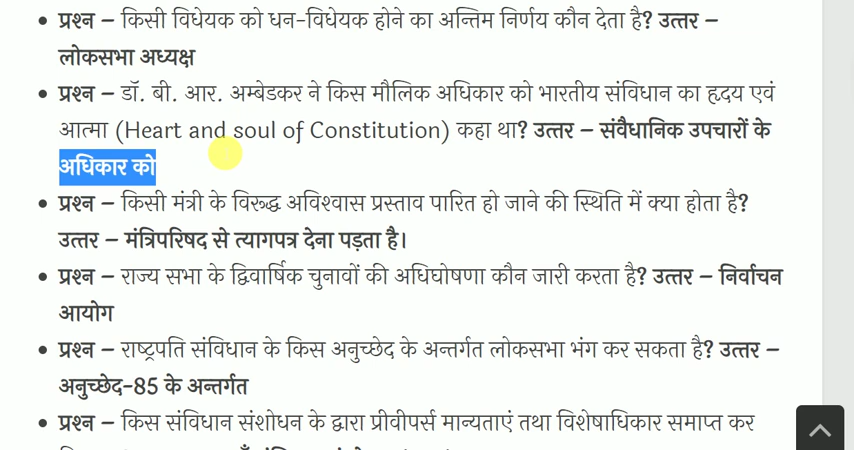 प्रश्न – किसी विधेयक को धन-विधेयक होने का अन्तिम निर्णय कौन देता है? उत्तर –
लोकसभा अध्यक्ष
प्रश्न – डॉ. बी. आर. अम्बेडकर ने किस मौलिक अधिकार को भारतीय संविधान का हृदय एवं
आत्मा (Heart and soul of Constitution) कहा था? उत्तर – संवैधानिक उपचारों के
अधिकार को
प्रश्न – किसी मंत्री के विरुद्ध अविश्वास प्रस्ताव पारित हो जाने की स्थिति में क्या होता है?
उत्तर – मंत्रिपरिषद से त्यागपत्र देना पड़ता है।
प्रश्न – राज्य सभा के द्विवार्षिक चुनावों की अधिघोषणा कौन जारी करता है? उत्तर – निर्वाचन
आयोग
प्रश्न – राष्ट्रपति संविधान के किस अनुच्छेद के अन्तर्गत लोकसभा भंग कर सकता है? उत्तर –
अनुच्छेद-85 के अन्तर्गत
प्रश्न – किस संविधान संशोधन के द्वारा प्रीवीपर्स मान्यताएं तथा विशेषाधिकार समाप्त कर